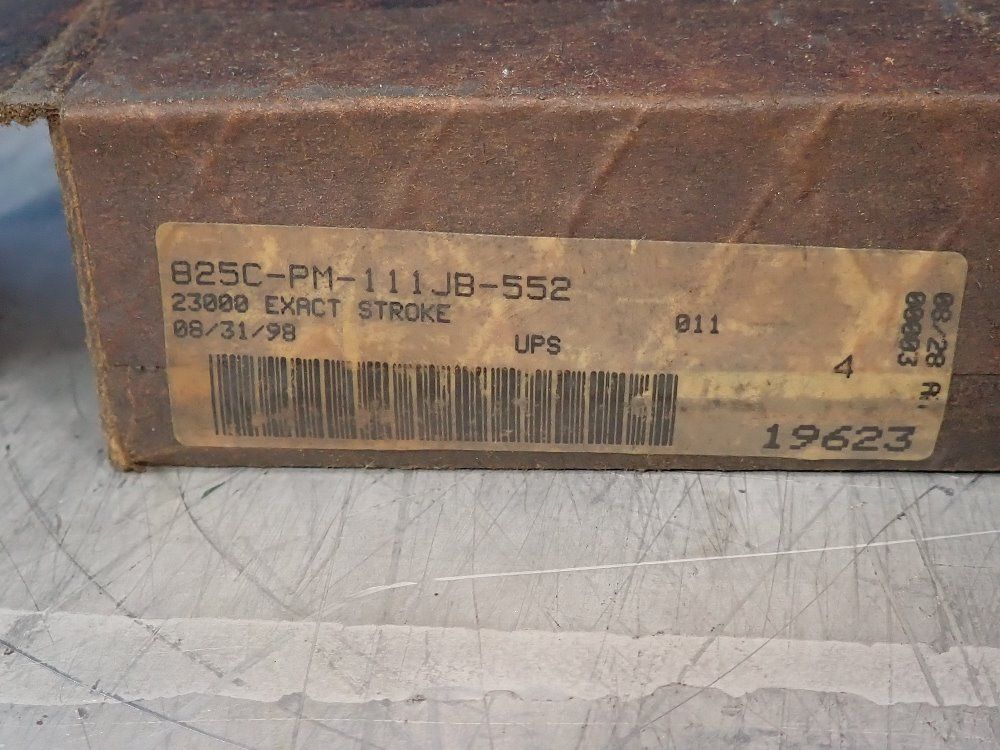 825C-PM-111JB-552
23000 EXACT STROKE
08/31/98
UPS
011
4
19623
08/28
00003